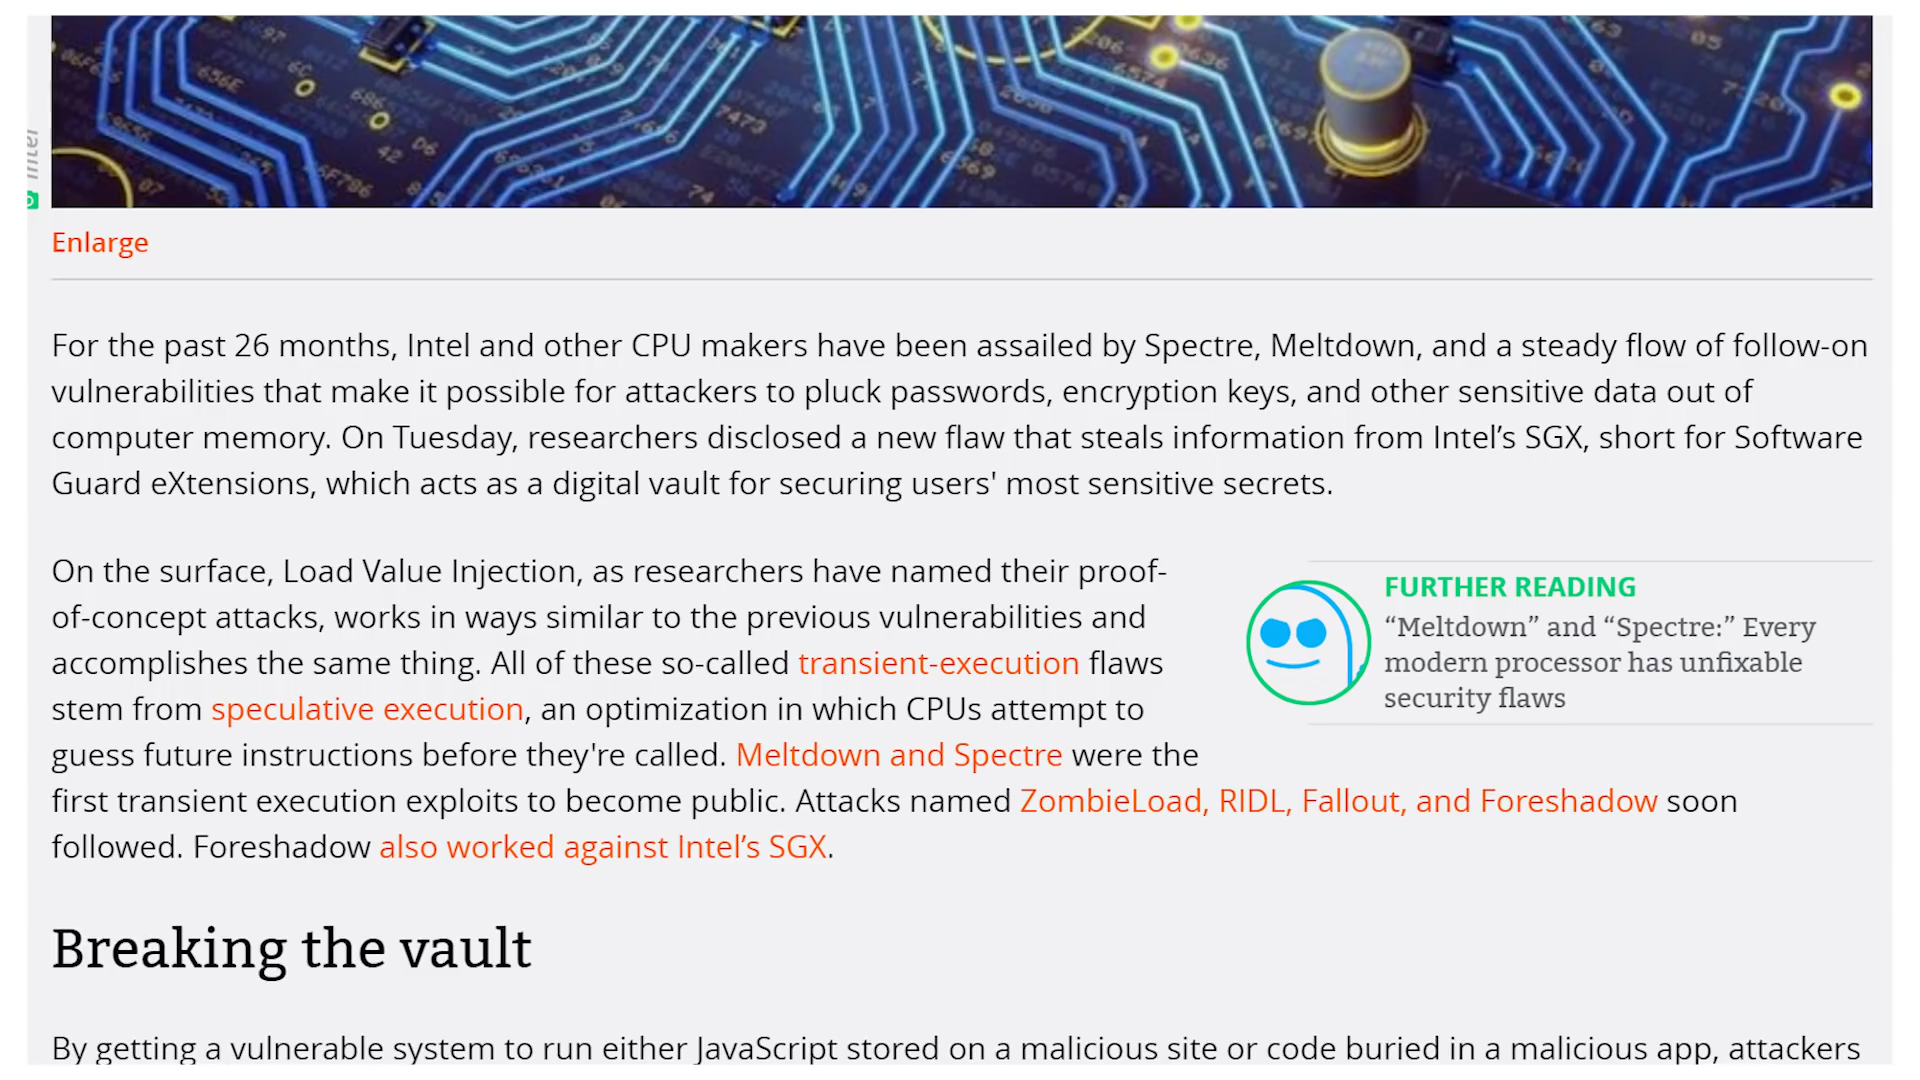 Enlarge
For the past 26 months, Intel and other CPU makers have been assailed by Spectre, Meltdown, and a steady flow of follow-on
vulnerabilities that make it possible for attackers to pluck passwords, encryption keys, and other sensitive data out of
computer memory. On Tuesday, researchers disclosed a new flaw that steals information from Intel’s SGX, short for Software
Guard eXtensions, which acts as a digital vault for securing users' most sensitive secrets.
On the surface, Load Value Injection, as researchers have named their proof-
of-concept attacks, works in ways similar to the previous vulnerabilities and
accomplishes the same thing. All of these so-called transient-execution flaws
stem from speculative execution, an optimization in which CPUs attempt to
guess future instructions before they're called. Meltdown and Spectre were the
first transient execution exploits to become public. Attacks named ZombieLoad, RIDL, Fallout, and Foreshadow soon
followed. Foreshadow also worked against Intel’s SGX.
FURTHER READING
“Meltdown” and “Spectre:” Every
modern processor has unfixable
security flaws
Breaking the vault
By getting a vulnerable system to run either JavaScript stored on a malicious site or code buried in a malicious app, attackers